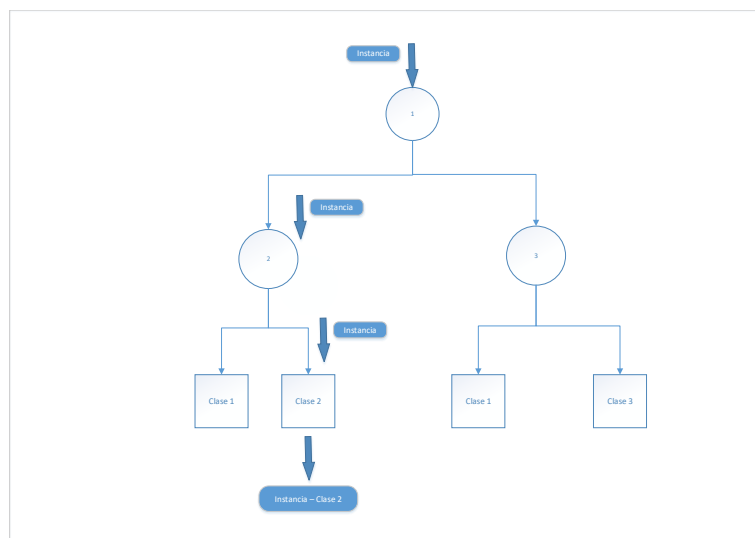 Instancia
1
Instancia
2
3
Instancia
Clase 1
Clase 2
Clase 1
Clase 3
Instancia – Clase 2